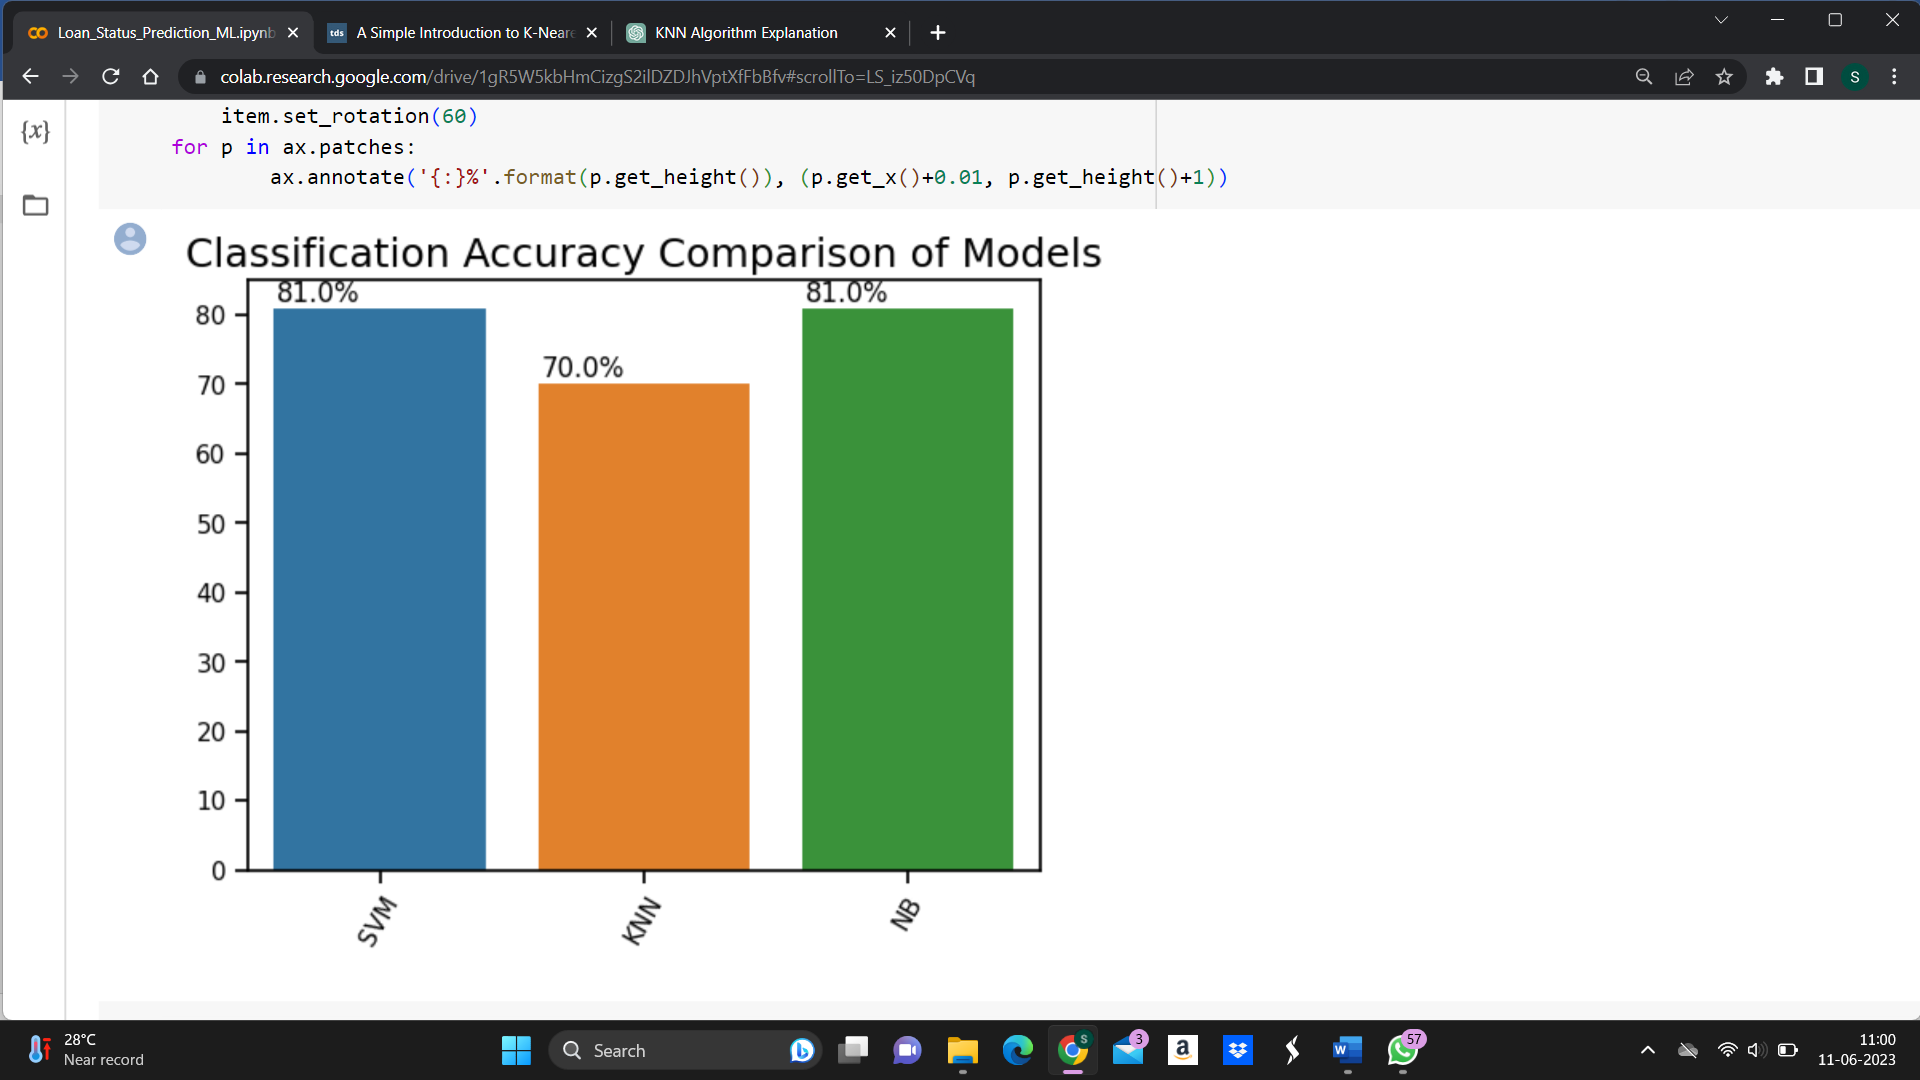 Loan_Status_Prediction_ML.ipynb
tds A Simple Introduction to K-Neare
KNN Algorithm Explanation
colab.research.google.com/drive/1gR5W5kbHmCizgS2ilDZDJhVptXfFbBfv#scrollTo=LS_iz50DpCVq
S
{x}
item.set_rotation(60)
for p in ax.patches:
ax.annotate('{:}%'.format(p.get_height()), (p.get_x()+0.01, p.get_height()+1))
Classification Accuracy Comparison of Models
81.0%
81.0%
70.0%
80
70
60
50
40
30
20
10
0
SVM
KNN
NB
28°C
Near record
Search
b
S
3
a
W
57
11:00
11-06-2023